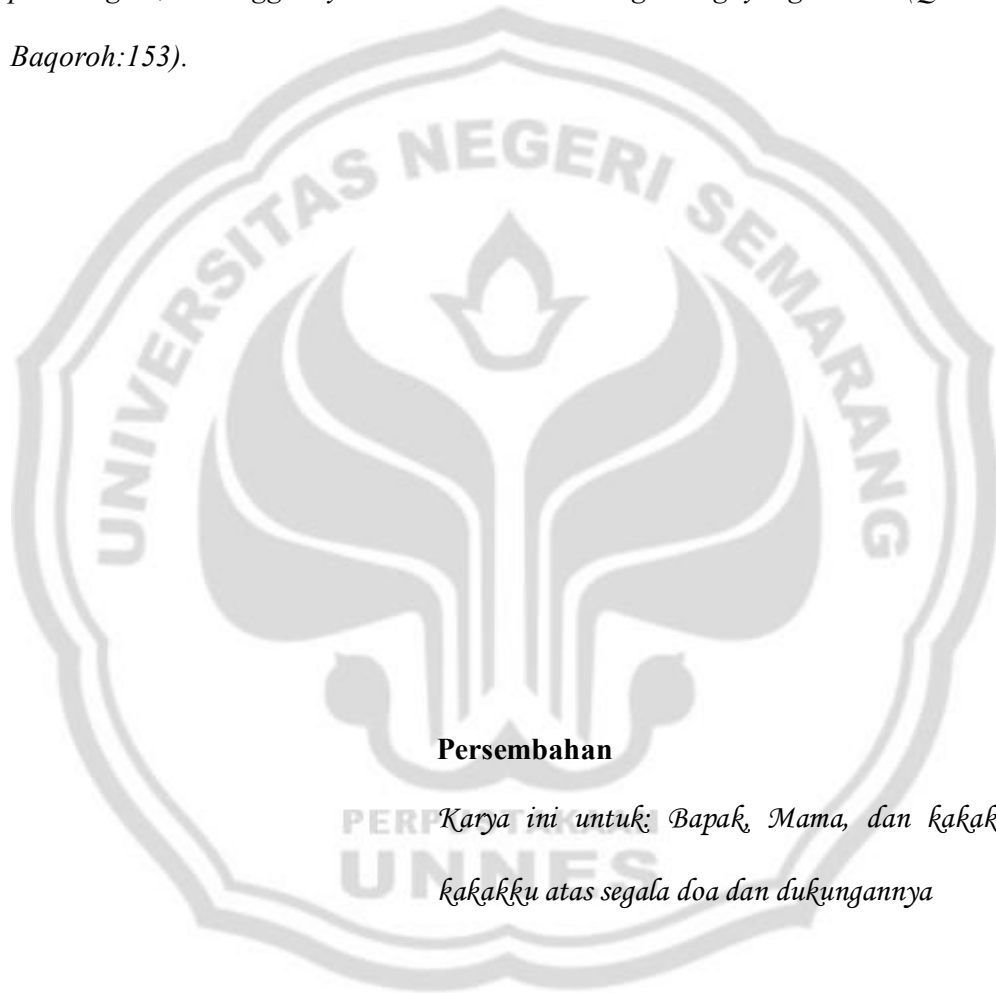 Baqoroh:153).
UNIVERSITAS NEGERI SEMARANG
Persembahan
PERPUSTAKAAN
Karya ini untuk: Bapak, Mama, dan kakak
UNNES
kakakku atas segala doa dan dukungannya